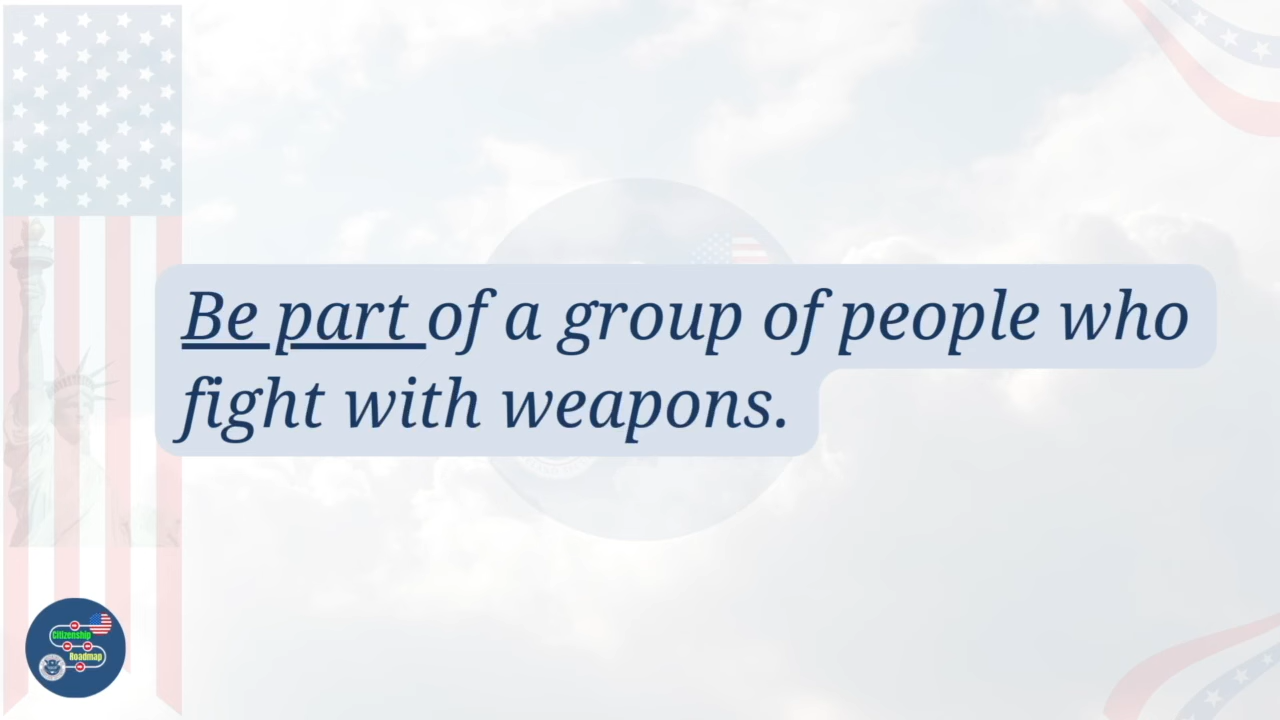 Be part of a group of people who
fight with weapons.
Citizenship
Roadmap